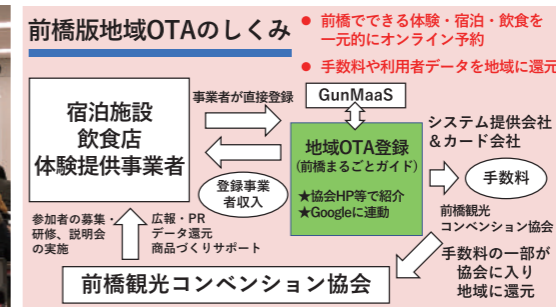 前橋版地域OTAのしくみ
● 前橋でできる体験・宿泊・飲食を
一元的にオンライン予約
● 手数料や利用者データを地域に還元
宿泊施設
飲食店
体験提供事業者
事業者が直接登録
GunMaaS
地域OTA登録
(前橋まるごとガイド)
★協会HP等で紹介
★Googleに連動
登録事業
者収入
システム提供会社
&カード会社
手数料
前橋観光
コンベンション協会
手数料の一部が
協会に入り
地域に還元
参加者の募集・
研修、説明会
の実施
広報・PR
データ還元
商品づくりサポート
前橋観光コンベンション協会